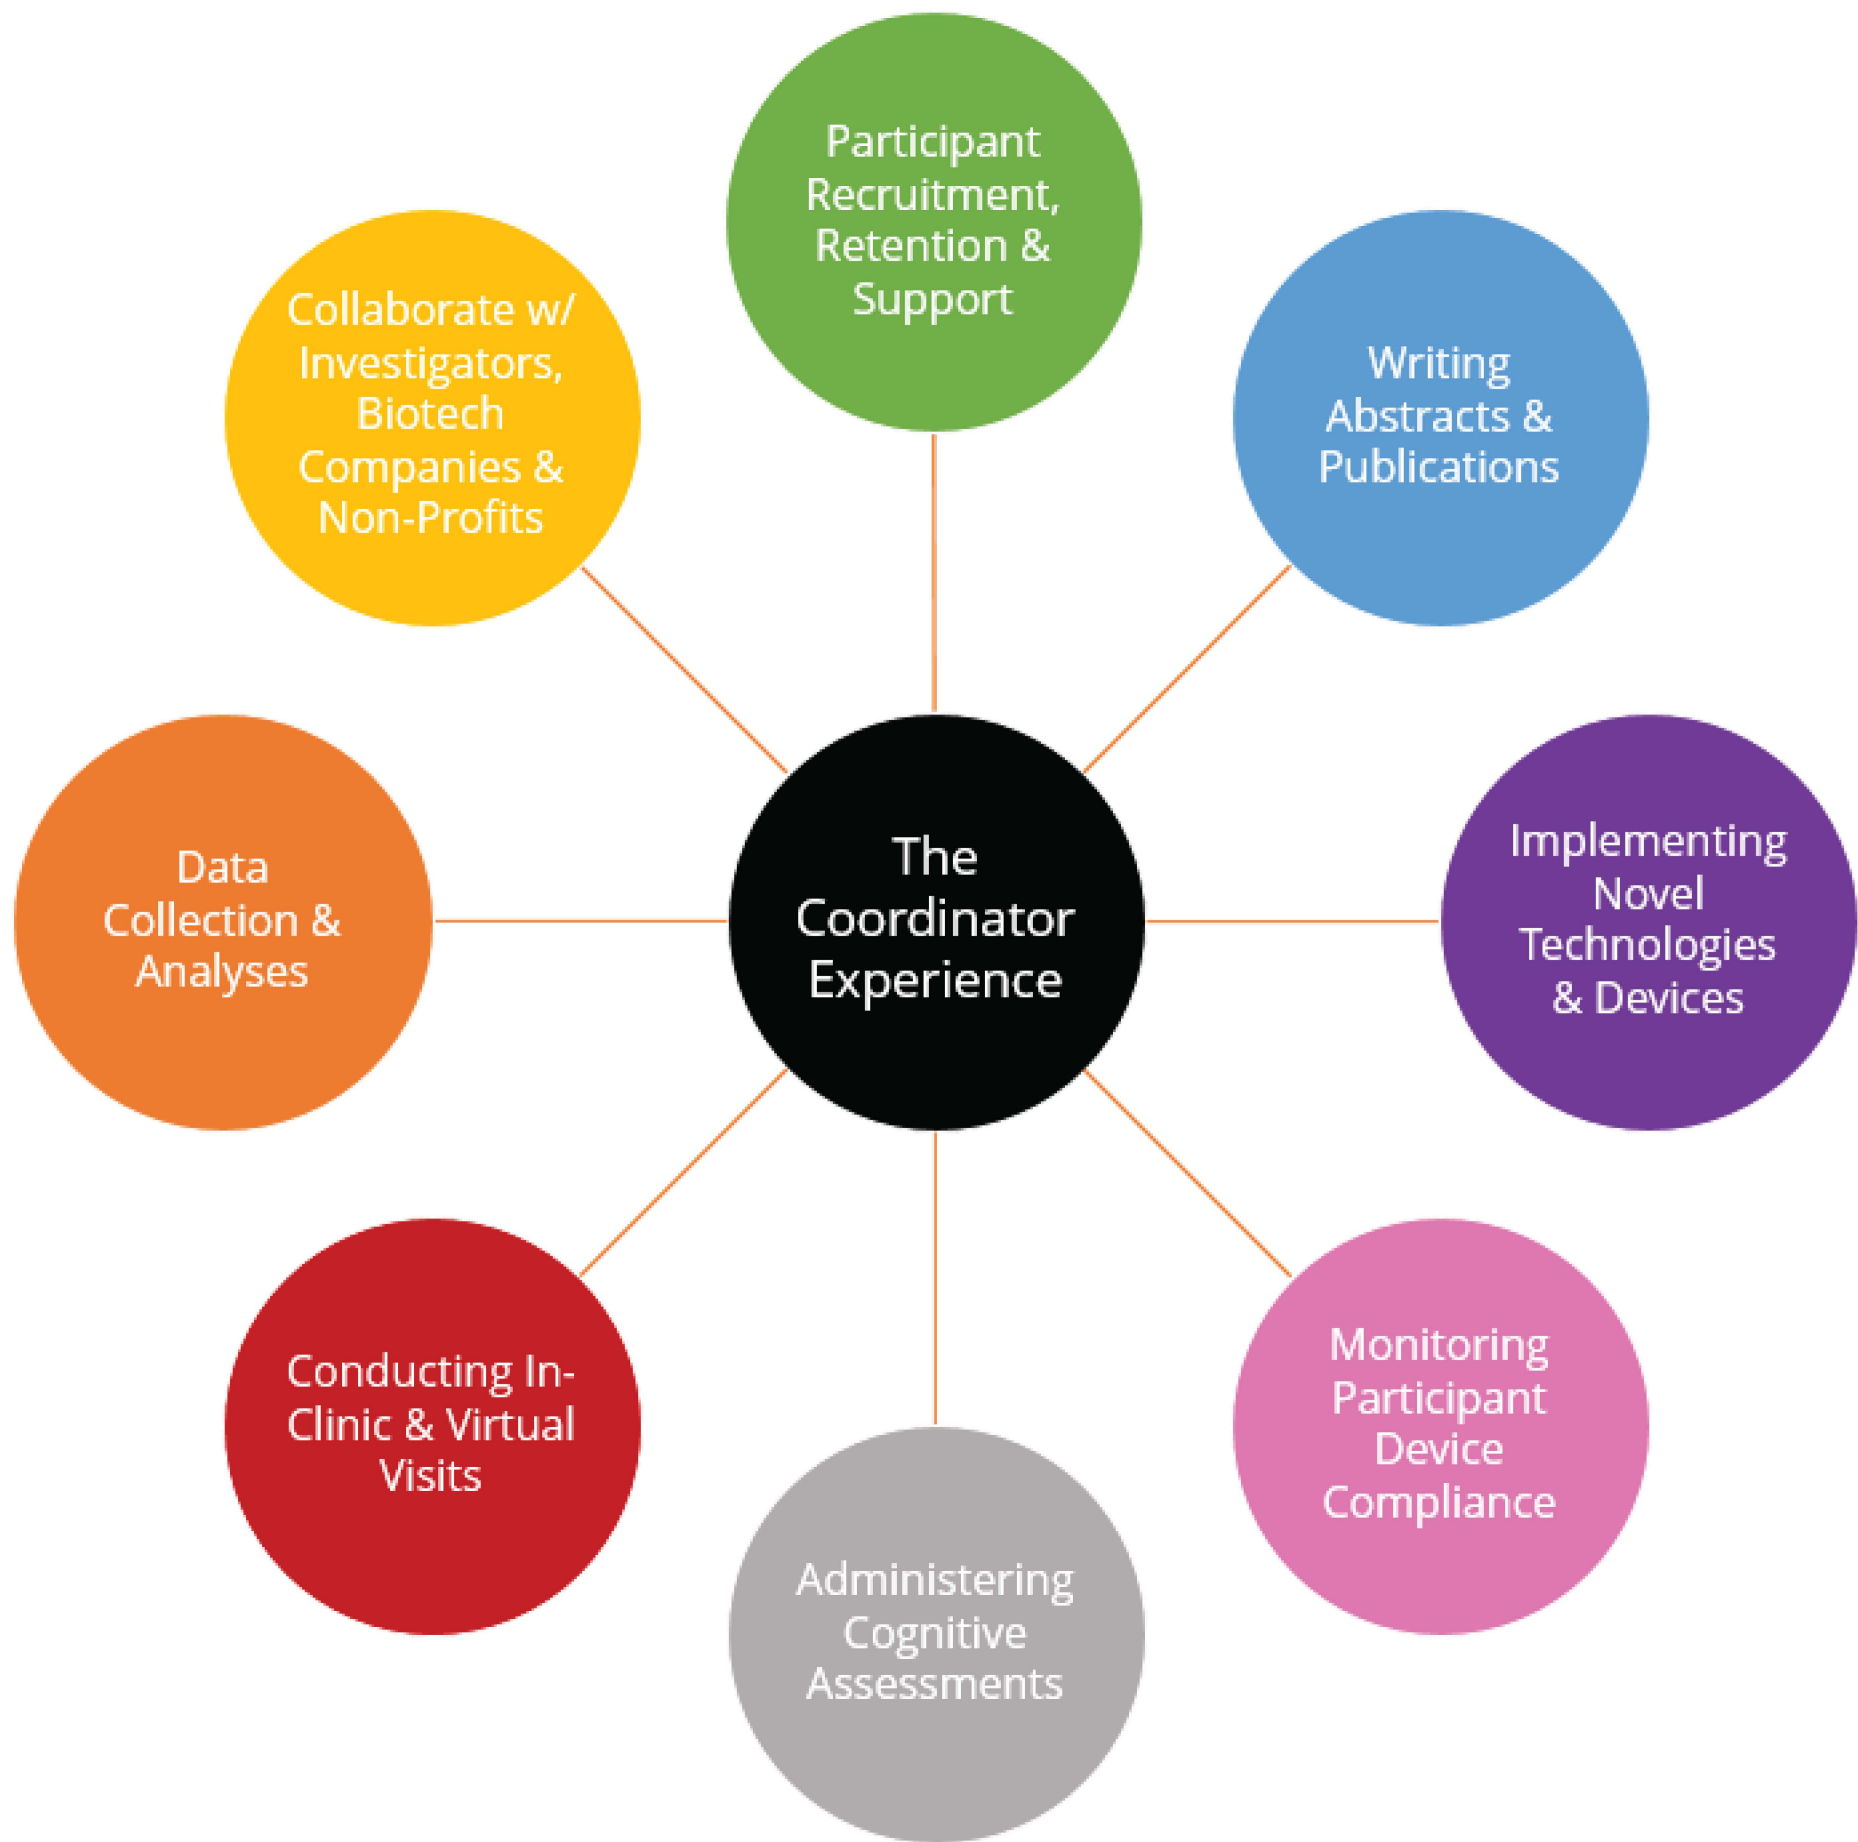 Participant
Recruitment,
Retention &
Support
Writing
Abstracts &
Publications
Implementing
Novel
Technologies
& Devices
Monitoring
Participant
Device
Compliance
Administering
Cognitive
Assessments
Conducting In-
Clinic & Virtual
Visits
Data
Collection &
Analyses
Collaborate w/
Investigators,
Biotech
Companies &
Non-Profits
The
Coordinator
Experience